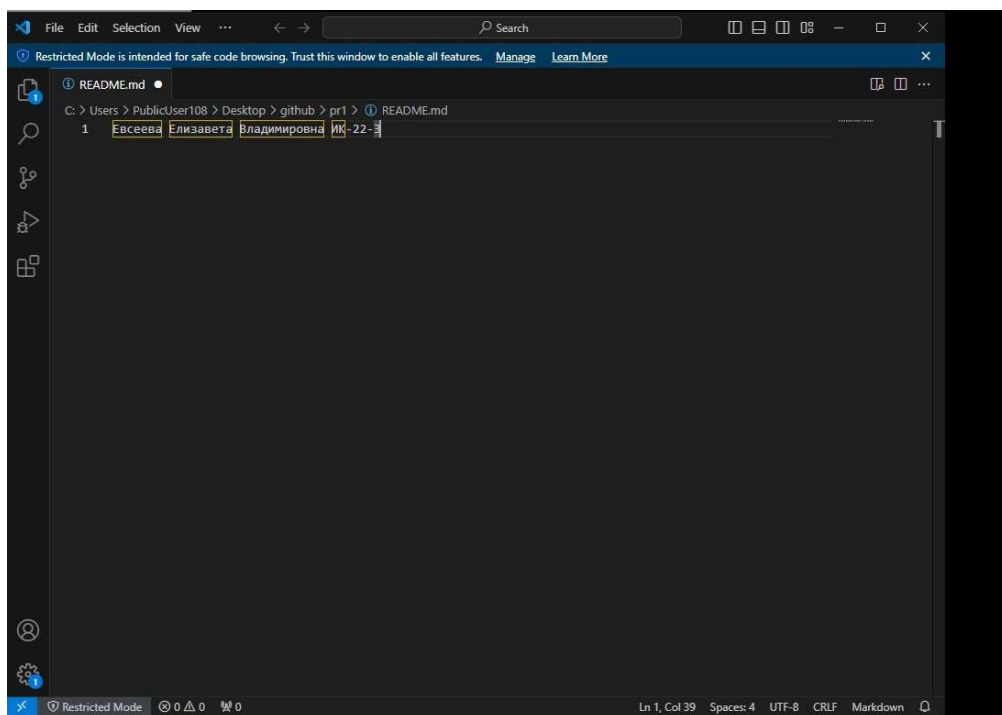 File Edit Selection View ··· Search
Restricted Mode is intended for safe code browsing. Trust this window to enable all features. Manage Learn More
README.md
C: > Users > PublicUser108 > Desktop > github > pr1 > README.md
1 Евсеева Елизавета Владимировна ИК-22-3
1
1
Restricted Mode 0 0 0 Ln 1, Col 39 Spaces: 4 UTF-8 CRLF Markdown